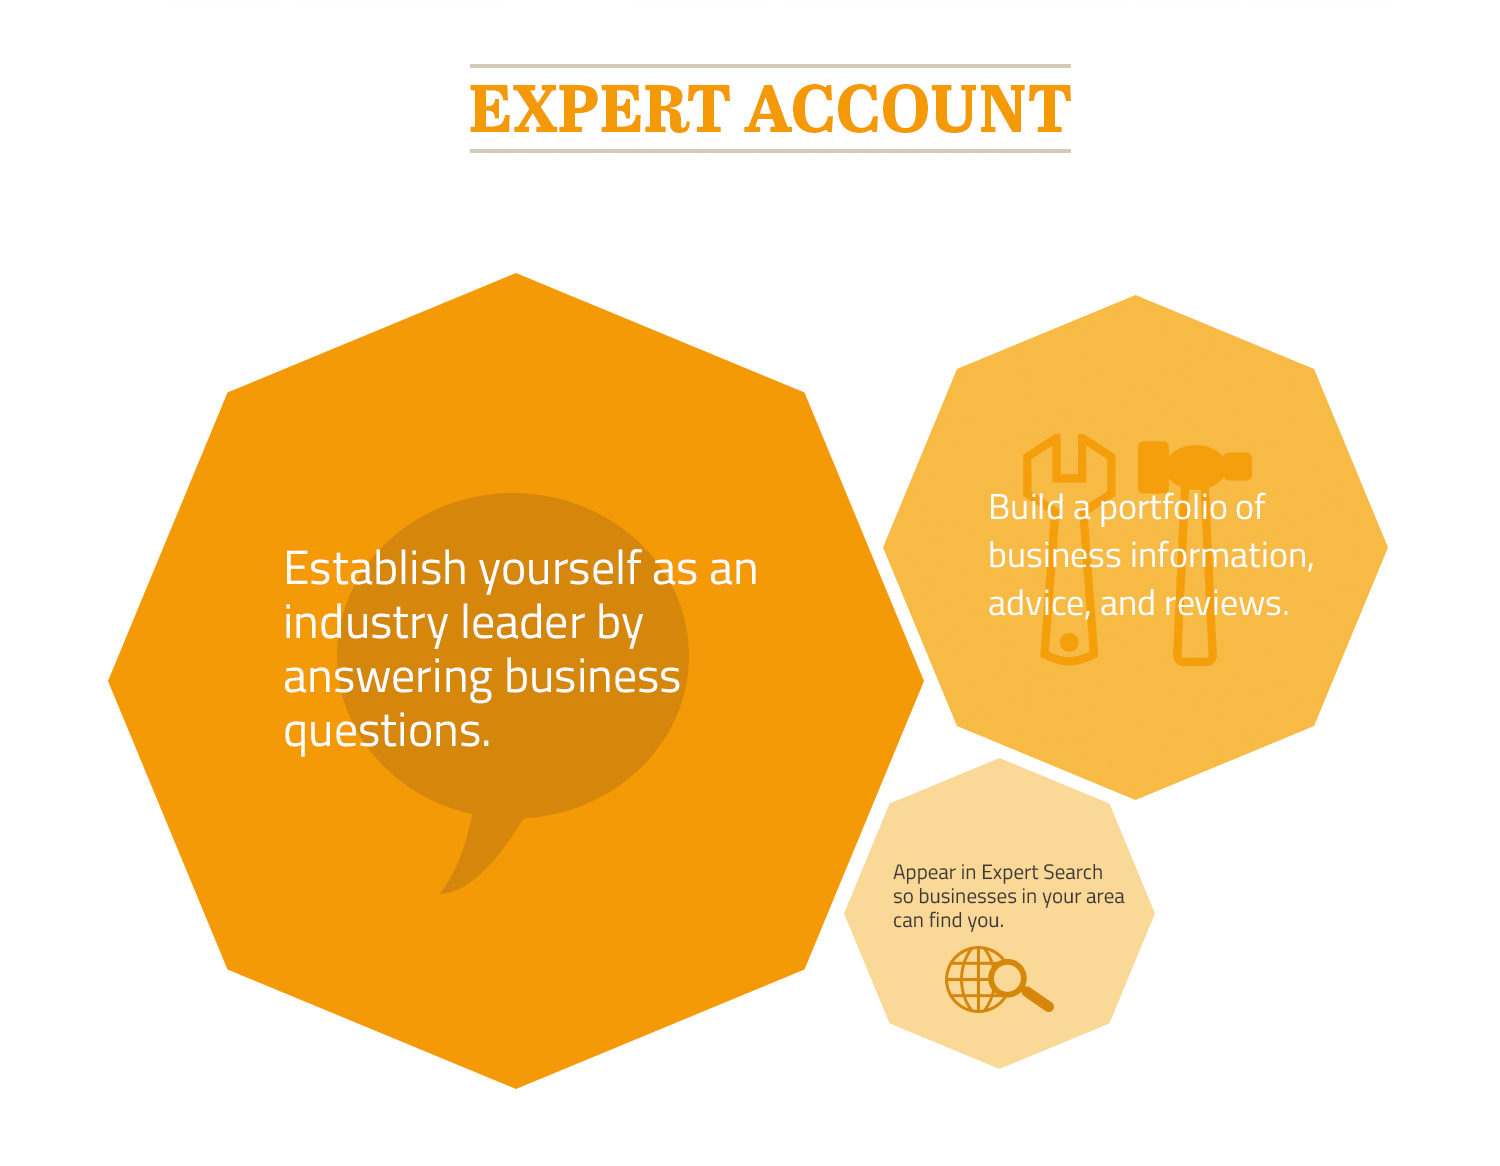 EXPERT ACCOUNT
Establish yourself as an
industry leader by
answering business
questions.
Build a portfolio of
business information,
advice, and reviews.
Appear in Expert Search
so businesses in your area
can find you.